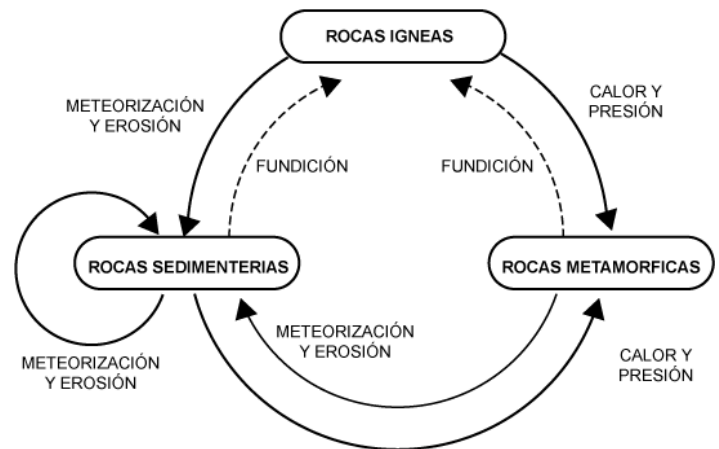 ROCAS IGNEAS
METEORIZACIÓN
Y EROSIÓN
CALOR Y
PRESIÓN
FUNDICIÓN
FUNDICIÓN
ROCAS SEDIMENTERIAS
ROCAS METAMORFICAS
METEORIZACIÓN
Y EROSIÓN
METEORIZACIÓN
Y EROSIÓN
CALOR Y
PRESIÓN